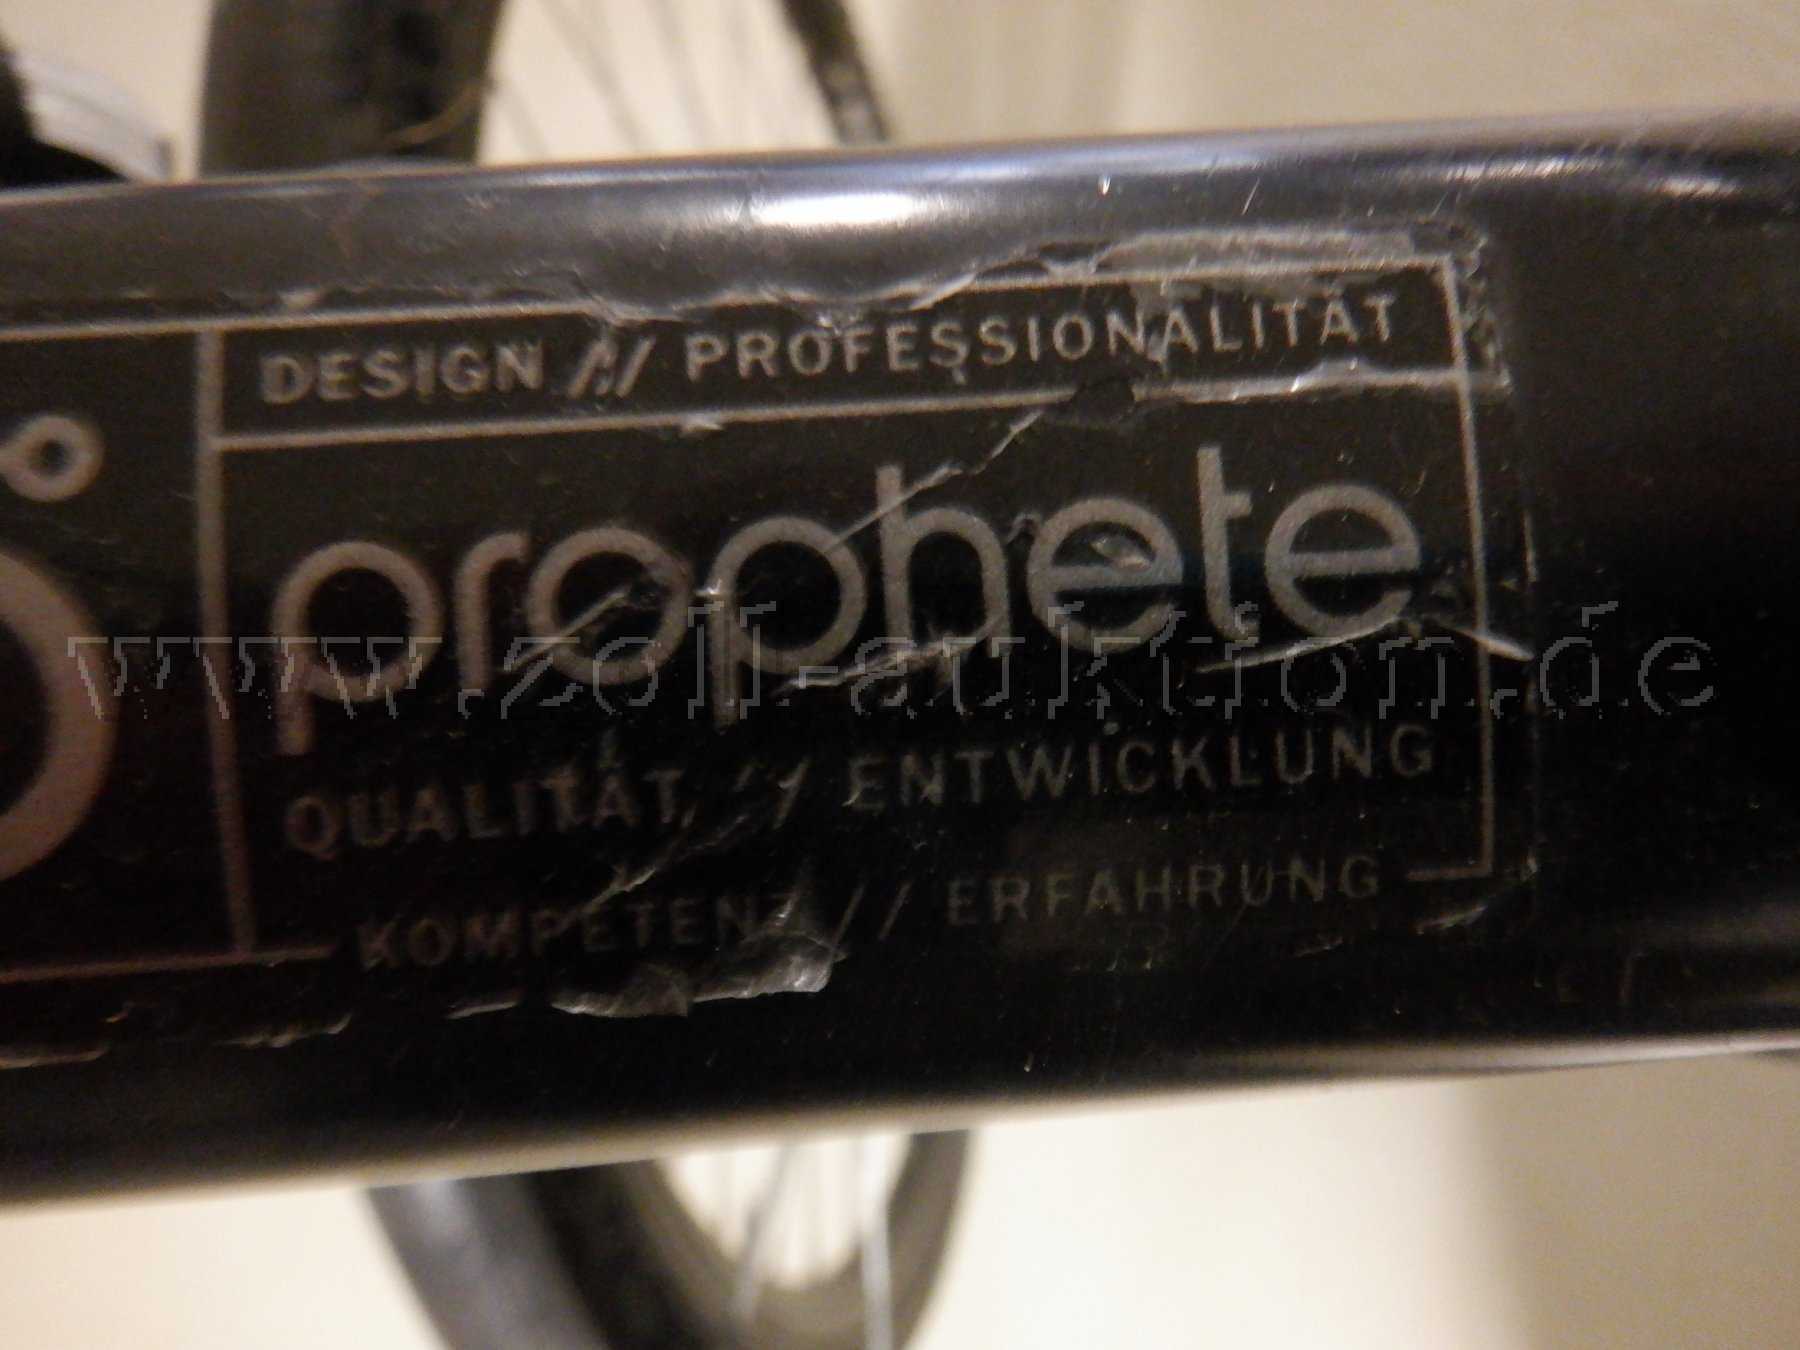 DESIGN // PROFESSIONALITÄT
prophete
www.zoll-auktion.de
QUALITÄT // ENTWICKLUNG
KOMPETENZ // ERFAHRUNG